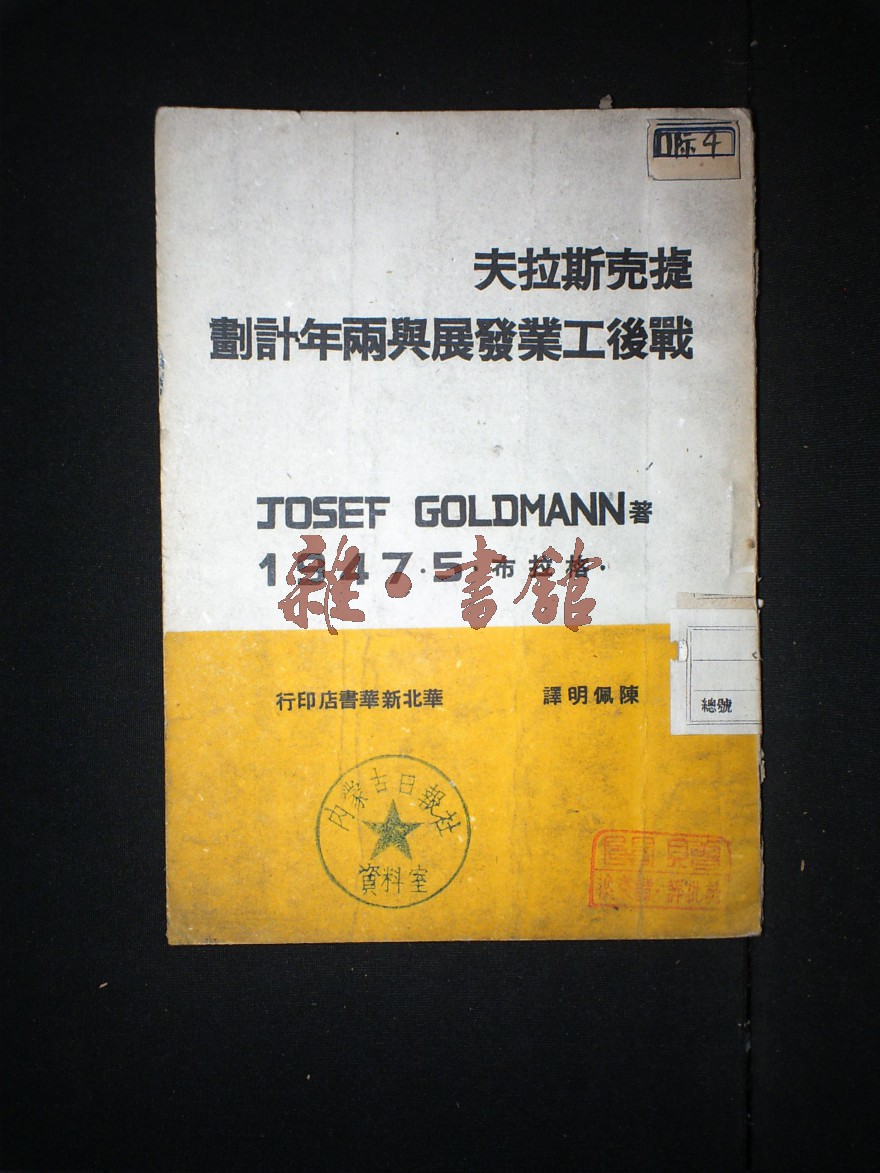 捷克斯拉夫
戰後工業發展與兩年計劃
JOSEF GOLDMANN著
1947·5·布拉格·
雜·書館
陳佩明譯
華北新華書店印行
總號
內蒙古日報社
資料室